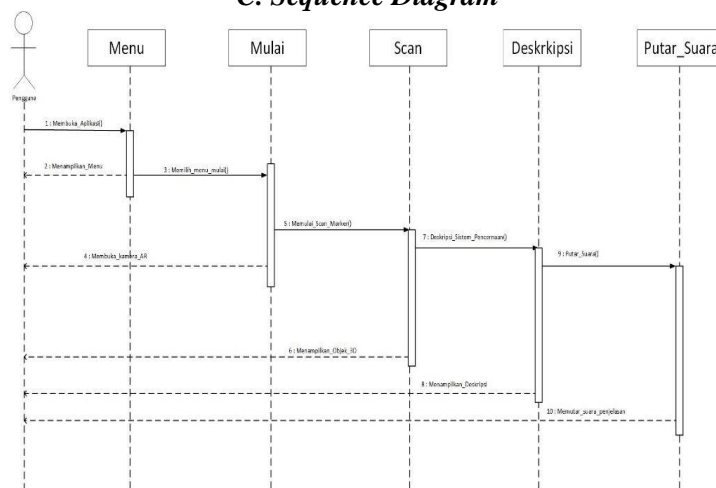 C. Sequence Diagram
Menu
Mulai
Scan
Deskrkipsi
Putar_Suara
Pengguna
1 : Membuka_Aplikasi()
2 : Menampilkan_Menu
3 : Memilih_menu_mulai()
5 : Memulai_Scan_Marker()
7 : Deskripsi_Sistem_Pencernaan()
9 : Putar_Suara()
4 : Membuka_kamera_AR
6 : Menampilkan_Objek_3D
8 : Menampilkan_Deskripsi
10 : Memutar_suara_penjelasan